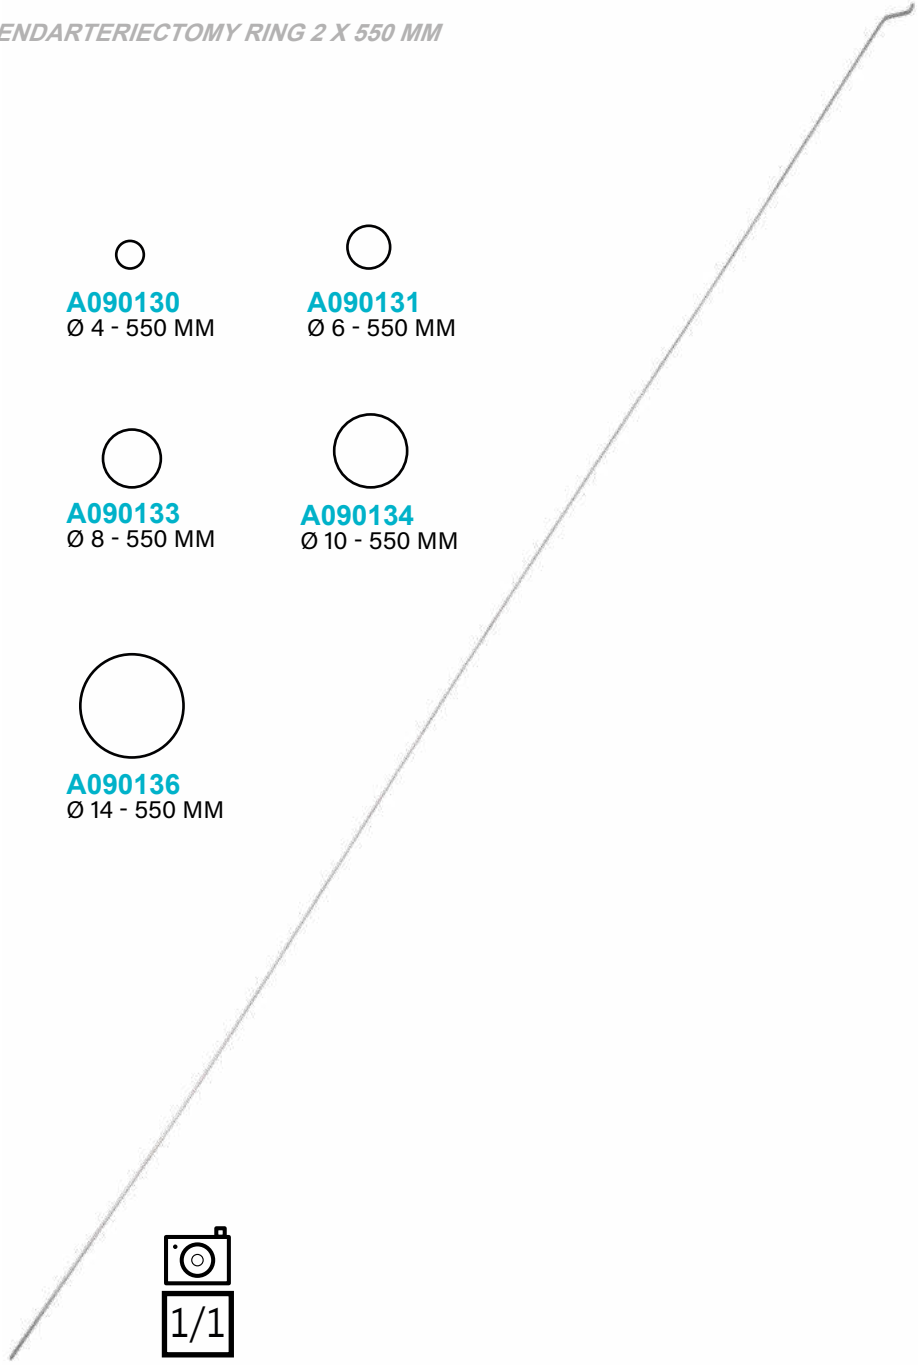 ENDARTERIECTOMY RING 2 X 550 MM
A090130
Ø 4 - 550 MM
A090131
Ø 6 - 550 MM
A090133
Ø 8 - 550 MM
A090134
Ø 10 - 550 MM
A090136
Ø 14 - 550 MM
1/1